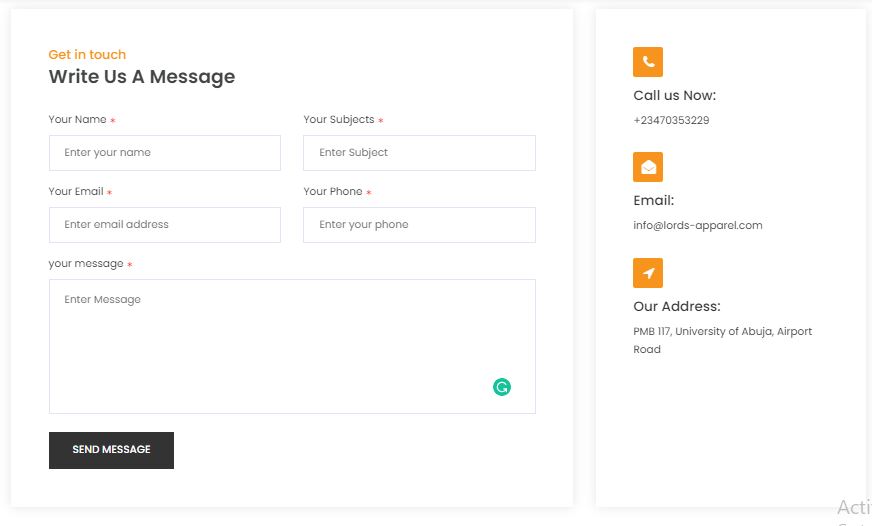 Get in touch
Write Us A Message
Your Name *
Your Subjects *
Enter your name
Enter Subject
Your Email *
Your Phone *
Enter email address
Enter your phone
your message *
Enter Message
SEND MESSAGE
Call us Now:
+23470353229
Email:
info@lords-apparel.com
Our Address:
PMB 117, University of Abuja, Airport
Road
Acti